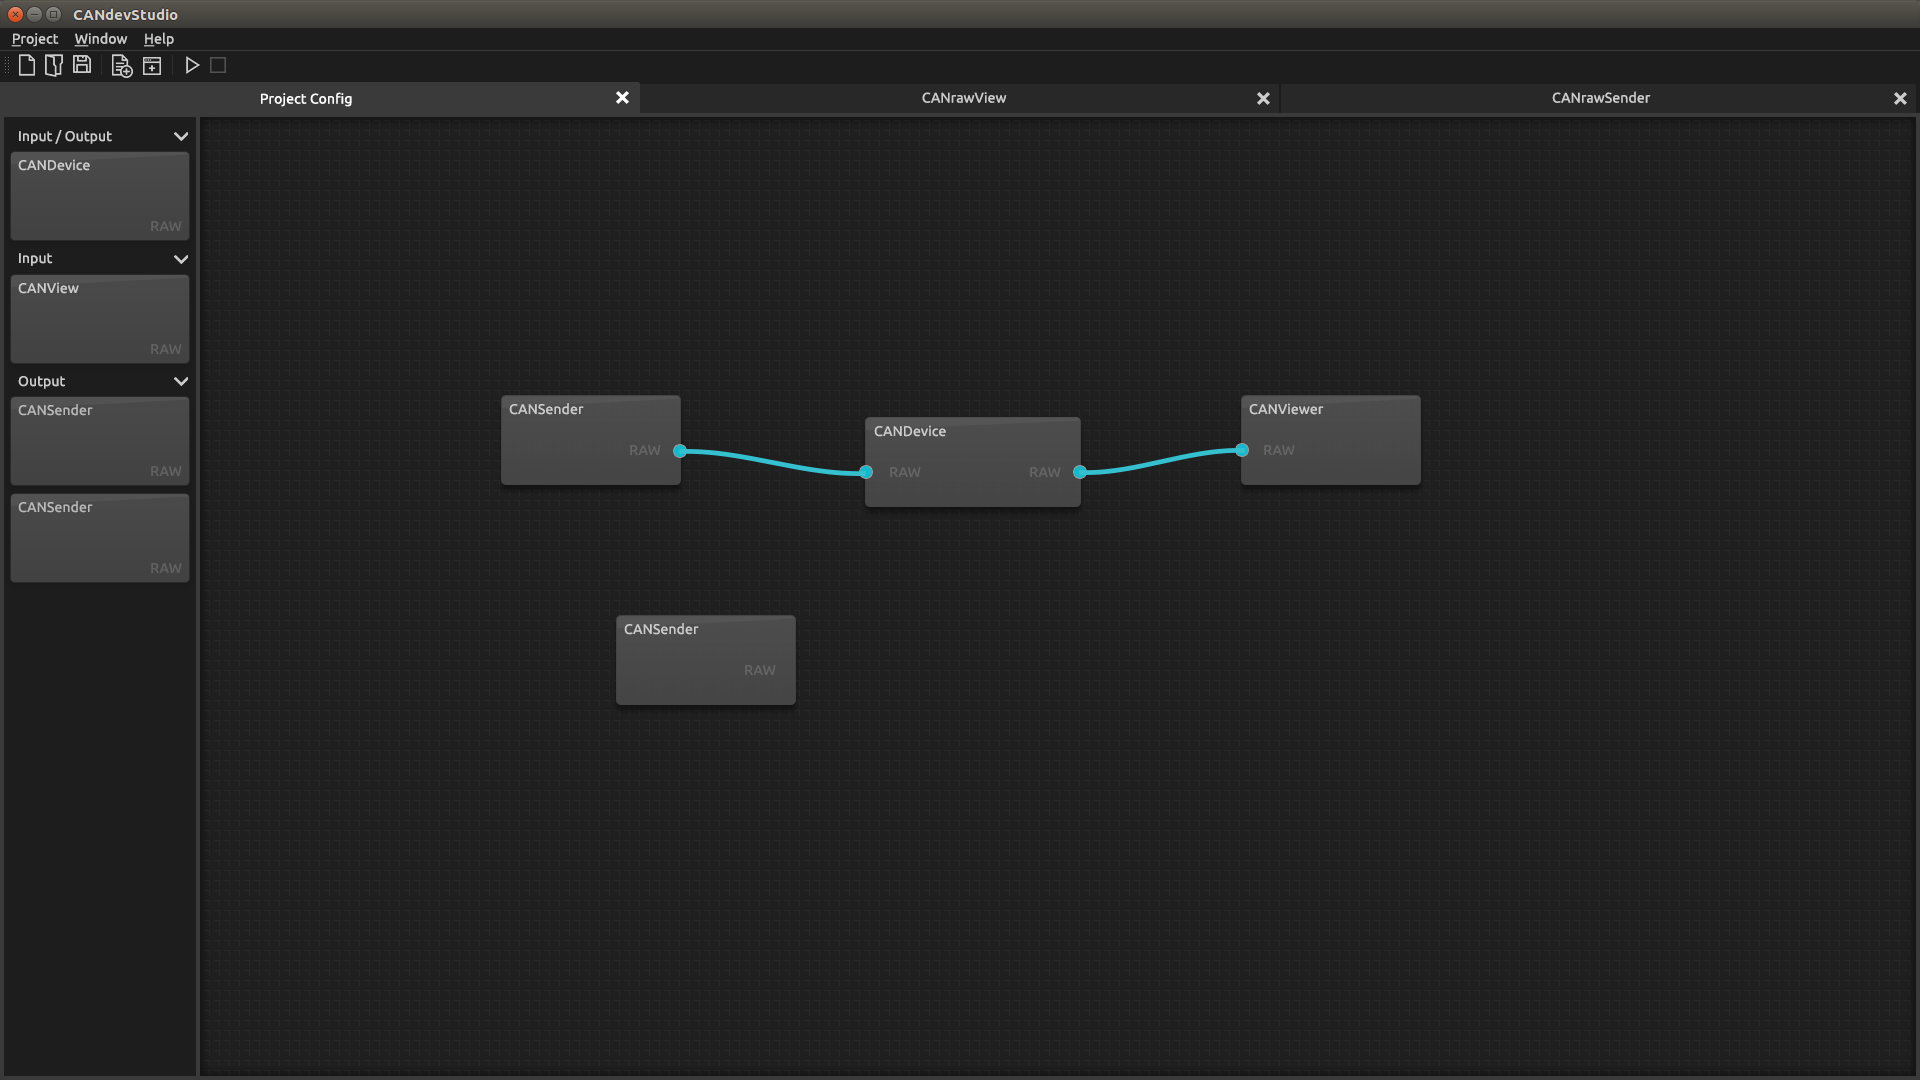 CANdevStudio
Project Window Help
Project Config
CANrawView
CANrawSender
Input / Output
CANDevice
RAW
Input
CANView
RAW
Output
CANSender
RAW
CANSender
RAW
CANSender
RAW
CANDevice
RAW RAW
CANViewer
RAW
CANSender
RAW